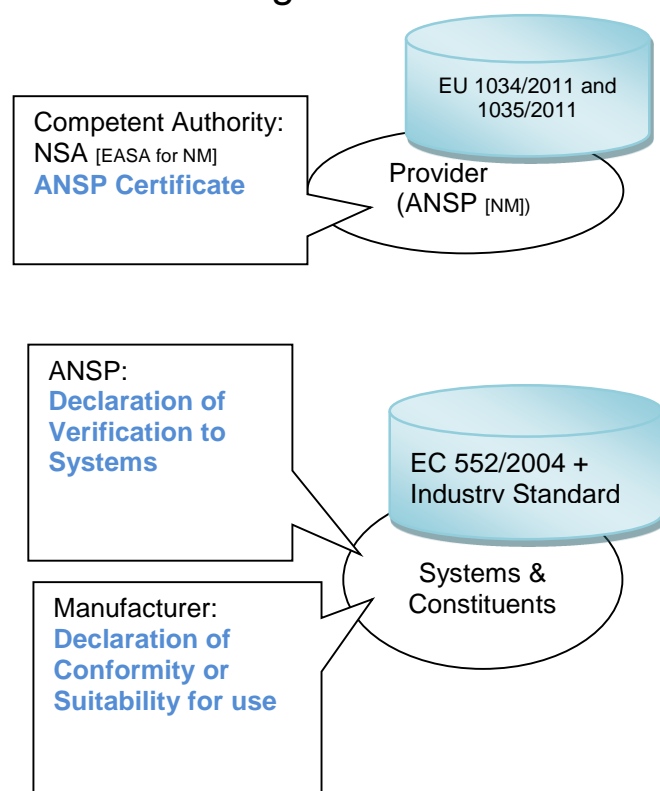 g
EU 1034/2011 and
1035/2011
Competent Authority:
NSA [EASA for NM]
ANSP Certificate
Provider
(ANSP [NM])
ANSP:
Declaration of
Verification to
Systems
EC 552/2004 +
Industry Standard
Systems &
Constituents
Manufacturer:
Declaration of
Conformity or
Suitability for use